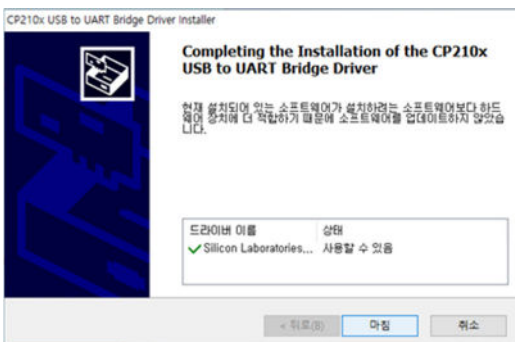 CP210x USB to UART Bridge Driver Installer
Completing the Installation of the CP210x
USB to UART Bridge Driver
현재 설치되어 있는 소프트웨어가 설치하려는 소프트웨어보다 하드
웨어 장치에 더 적합하기 때문에 소프트웨어를 업데이트하지 않았습
니다.
드라이버 이름 상태
Silicon Laboratories... 사용할 수 있음
< 뒤로(B) 마침 취소